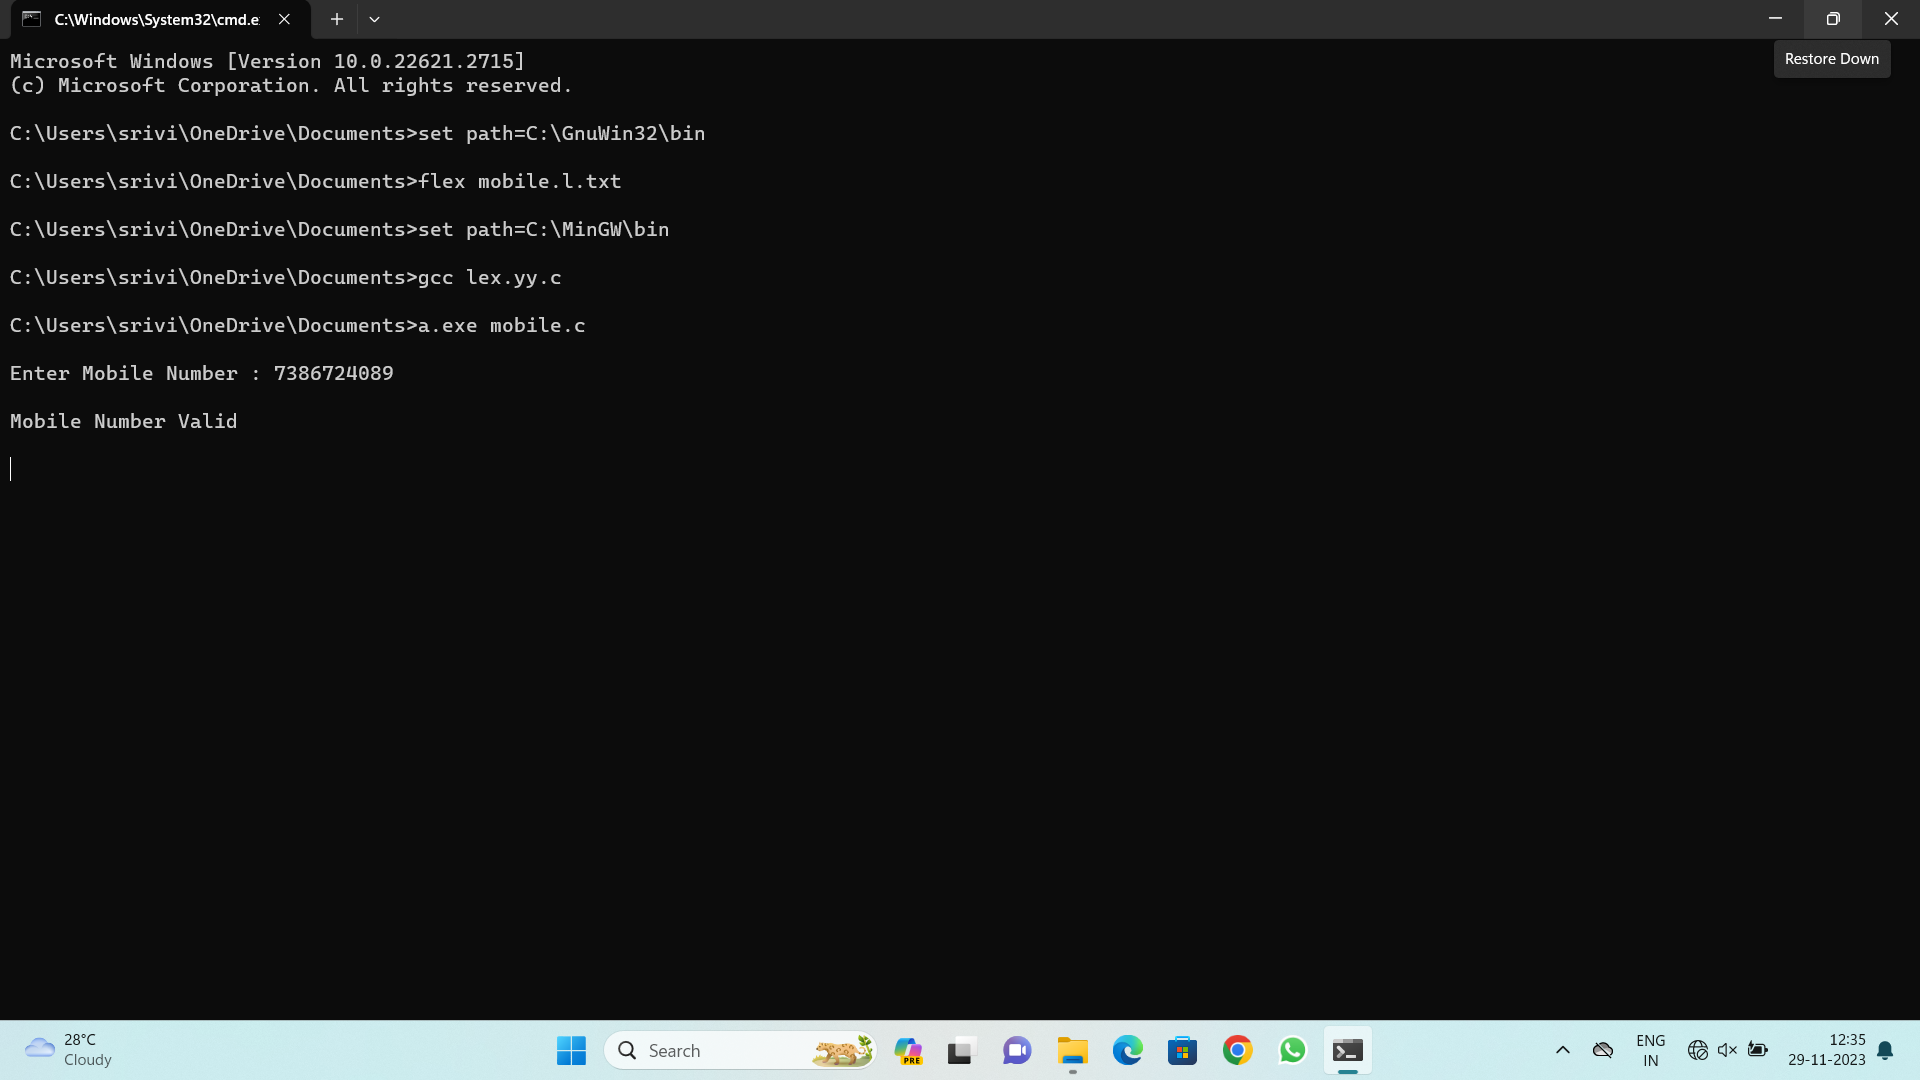 C:\Windows\System32\cmd.e
Restore Down
Microsoft Windows [Version 10.0.22621.2715]
(c) Microsoft Corporation. All rights reserved.
C:\Users\srivi\OneDrive\Documents>set path=C:\GnuWin32\bin
C:\Users\srivi\OneDrive\Documents>flex mobile.l.txt
C:\Users\srivi\OneDrive\Documents>set path=C:\MinGW\bin
C:\Users\srivi\OneDrive\Documents>gcc lex.yy.c
C:\Users\srivi\OneDrive\Documents>a.exe mobile.c
Enter Mobile Number : 7386724089
Mobile Number Valid
28°C
Cloudy
Search
PRE
ENG
IN
12:35
29-11-2023